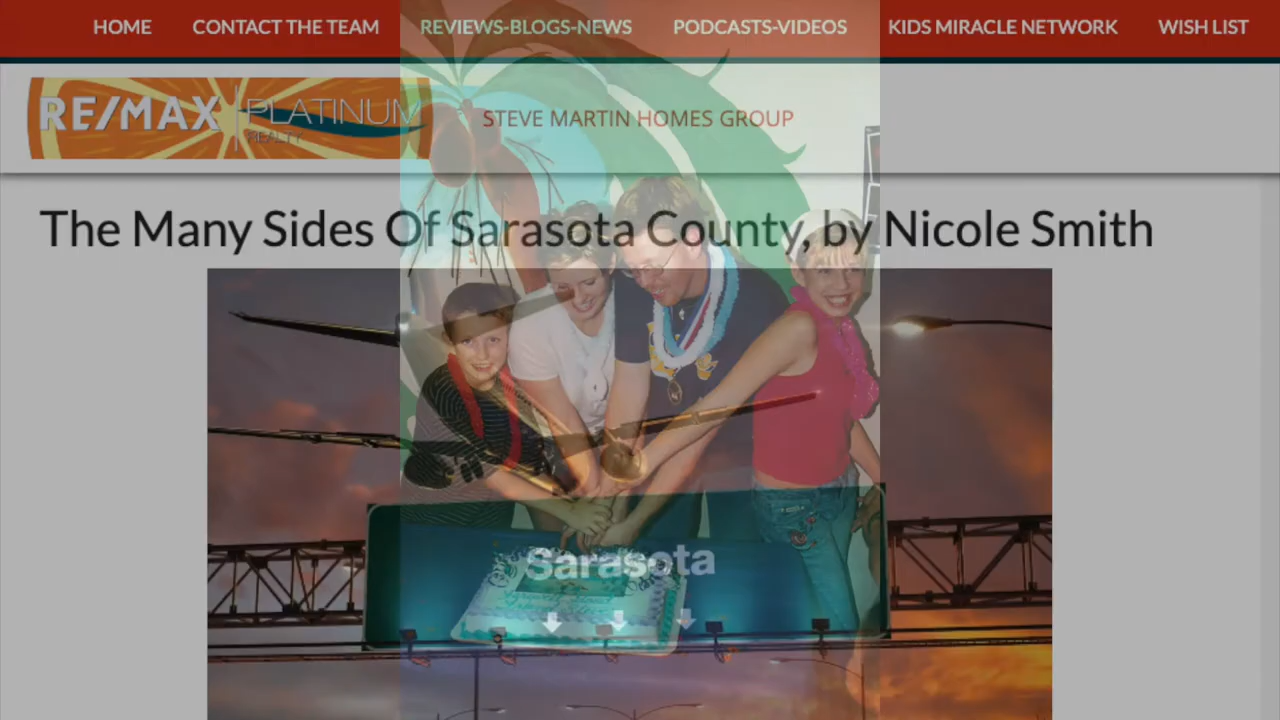 HOME CONTACT THE TEAM REVIEWS-BLOGS-NEWS PODCASTS-VIDEOS KIDS MIRACLE NETWORK WISH LIST
RE/MAX PLATINUM
REALTY
STEVE MARTIN HOMES GROUP
The Many Sides Of Sarasota County, by Nicole Smith
Sarasota